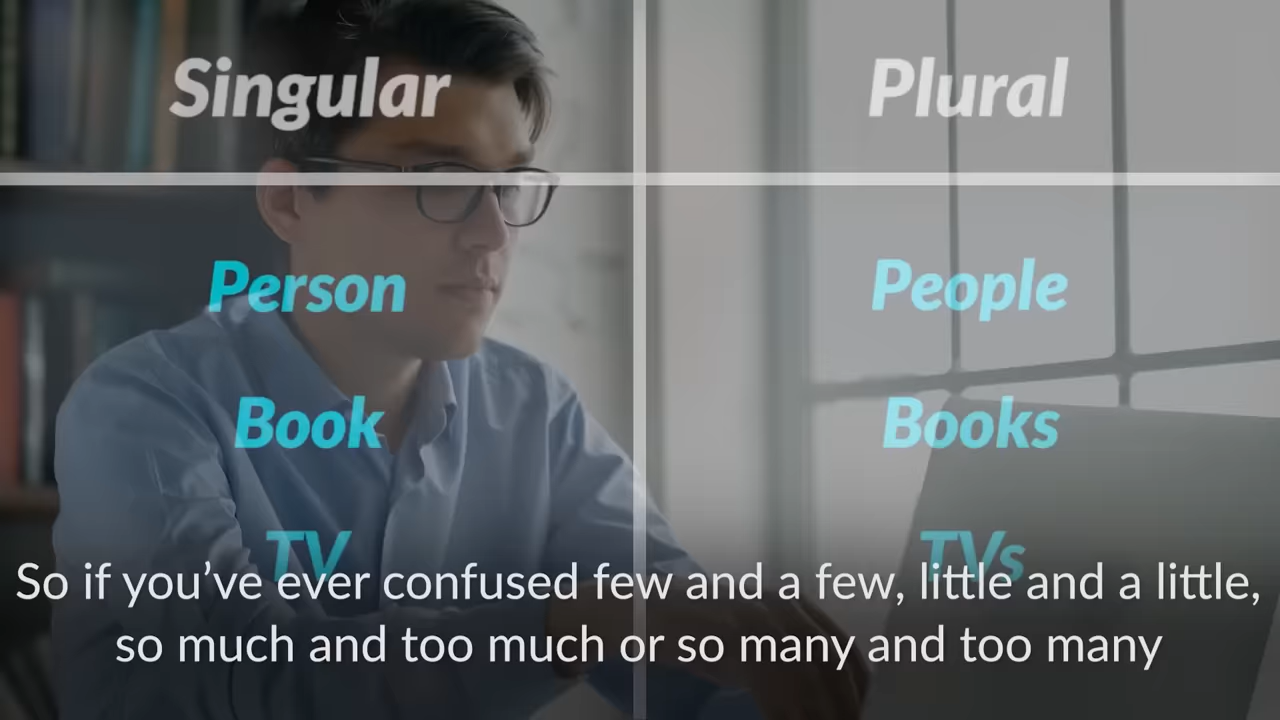 Singular Plural
Person People
Book Books
TV TVs
So if you’ve ever confused few and a few, little and a little,
so much and too much or so many and too many